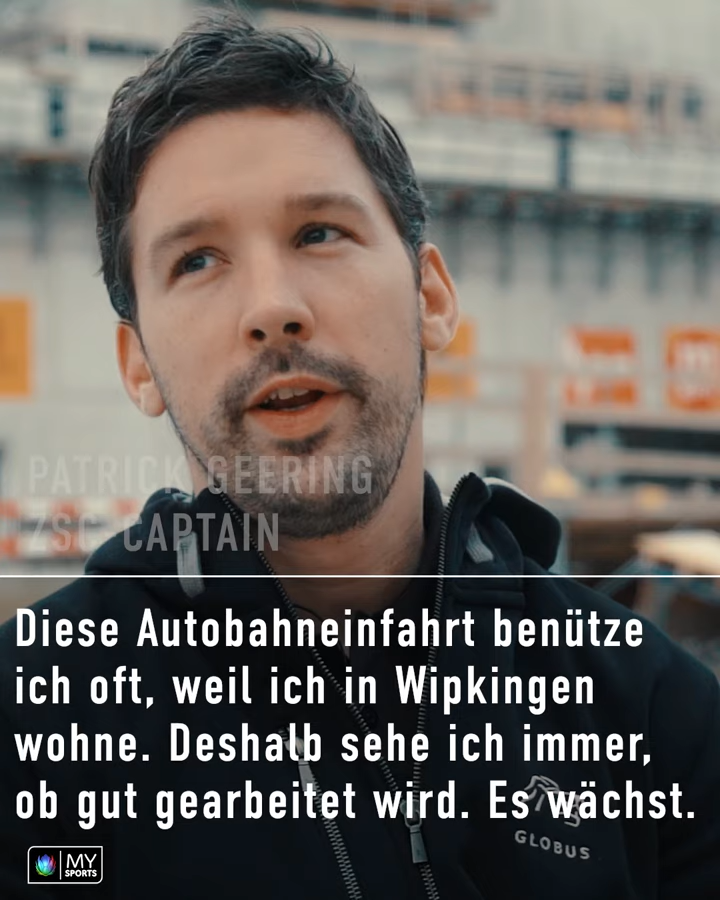 PATRICK GEERING
ZSC-CAPTAIN
Diese Autobahneinfahrt benütze
ich oft, weil ich in Wipkingen
wohne. Deshalb sehe ich immer,
ob gut gearbeitet wird. Es wächst.
GLOBUS
MY
SPORTS